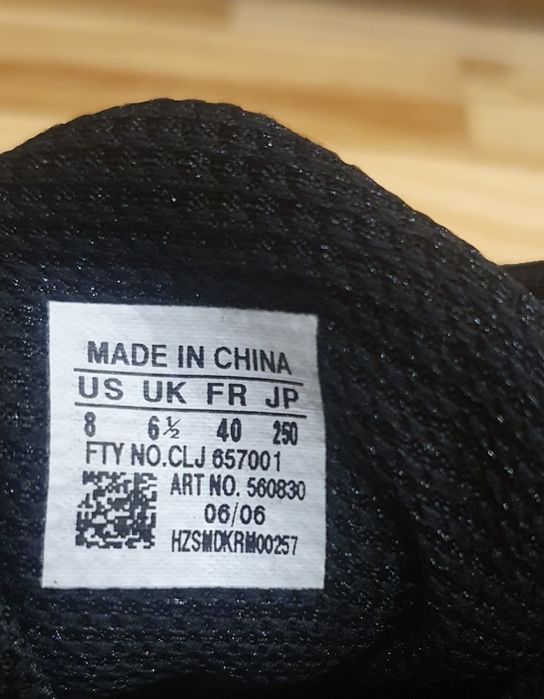 MADE IN CHINA
US UK FR JP
8 6½ 40 250
FTY NO.CLJ 657001
ART NO. 560830
06/06
HZSMDKRM00257